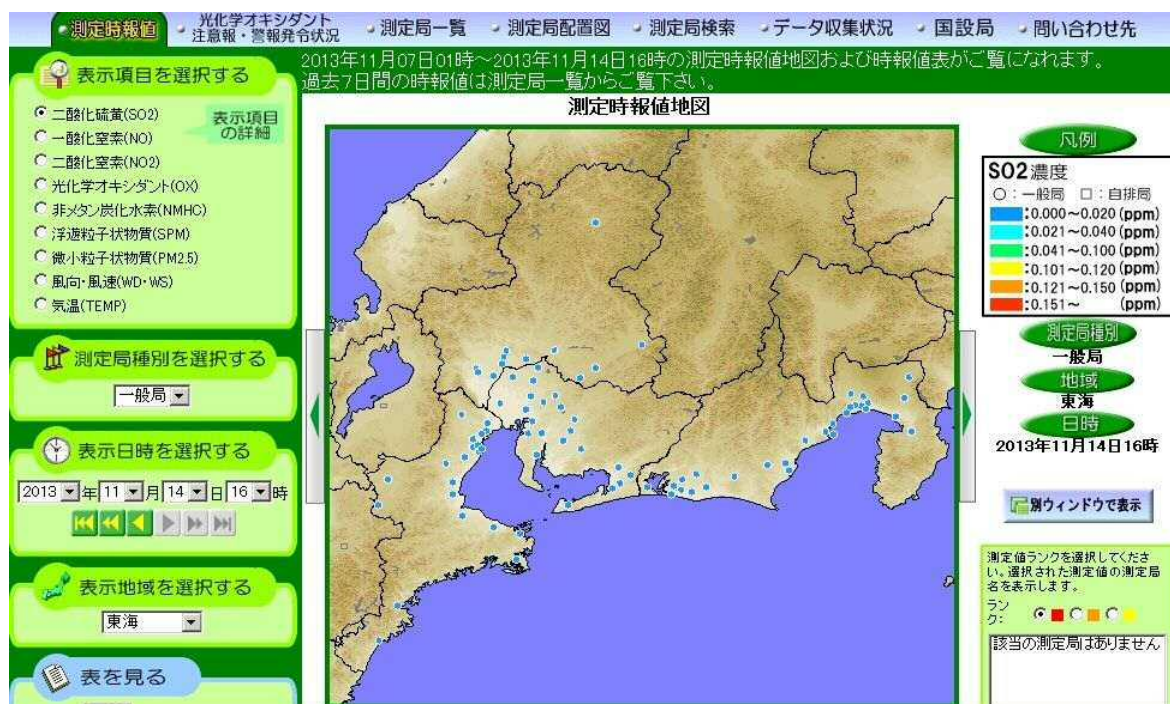 測定時報値
光化学オキシダント
注意報・警報発令状況
測定局一覧
測定局配置図
測定局検索
データ収集状況
国設局
問い合わせ先
表示項目を選択する
二酸化硫黄(SO2)
一酸化窒素(NO)
二酸化窒素(NO2)
光化学オキシダント(OX)
非メタン炭化水素(NMHC)
浮遊粒子状物質(SPM)
微小粒子状物質(PM2.5)
風向・風速(WD・WS)
気温(TEMP)
表示項目
の詳細
測定局種別を選択する
一般局
表示日時を選択する
2013年11月14日16時
表示地域を選択する
東海
表を見る
2013年11月07日01時～2013年11月14日16時の測定時報値地図および時報値表がご覧になれます。
過去7日間の時報値は測定局一覧からご覧下さい。
測定時報値地図
凡例
SO2濃度
○：一般局 □：自排局
:0.000～0.020(ppm)
:0.021～0.040(ppm)
:0.041～0.100(ppm)
:0.101～0.120(ppm)
:0.121～0.150(ppm)
:0.151～ (ppm)
測定局種別
一般局
地域
東海
日時
2013年11月14日16時
別ウィンドウで表示
測定値ランクを選択してくださ
い。選択された測定値の測定局
名を表示します。
ラン
ク:
該当の測定局はありません